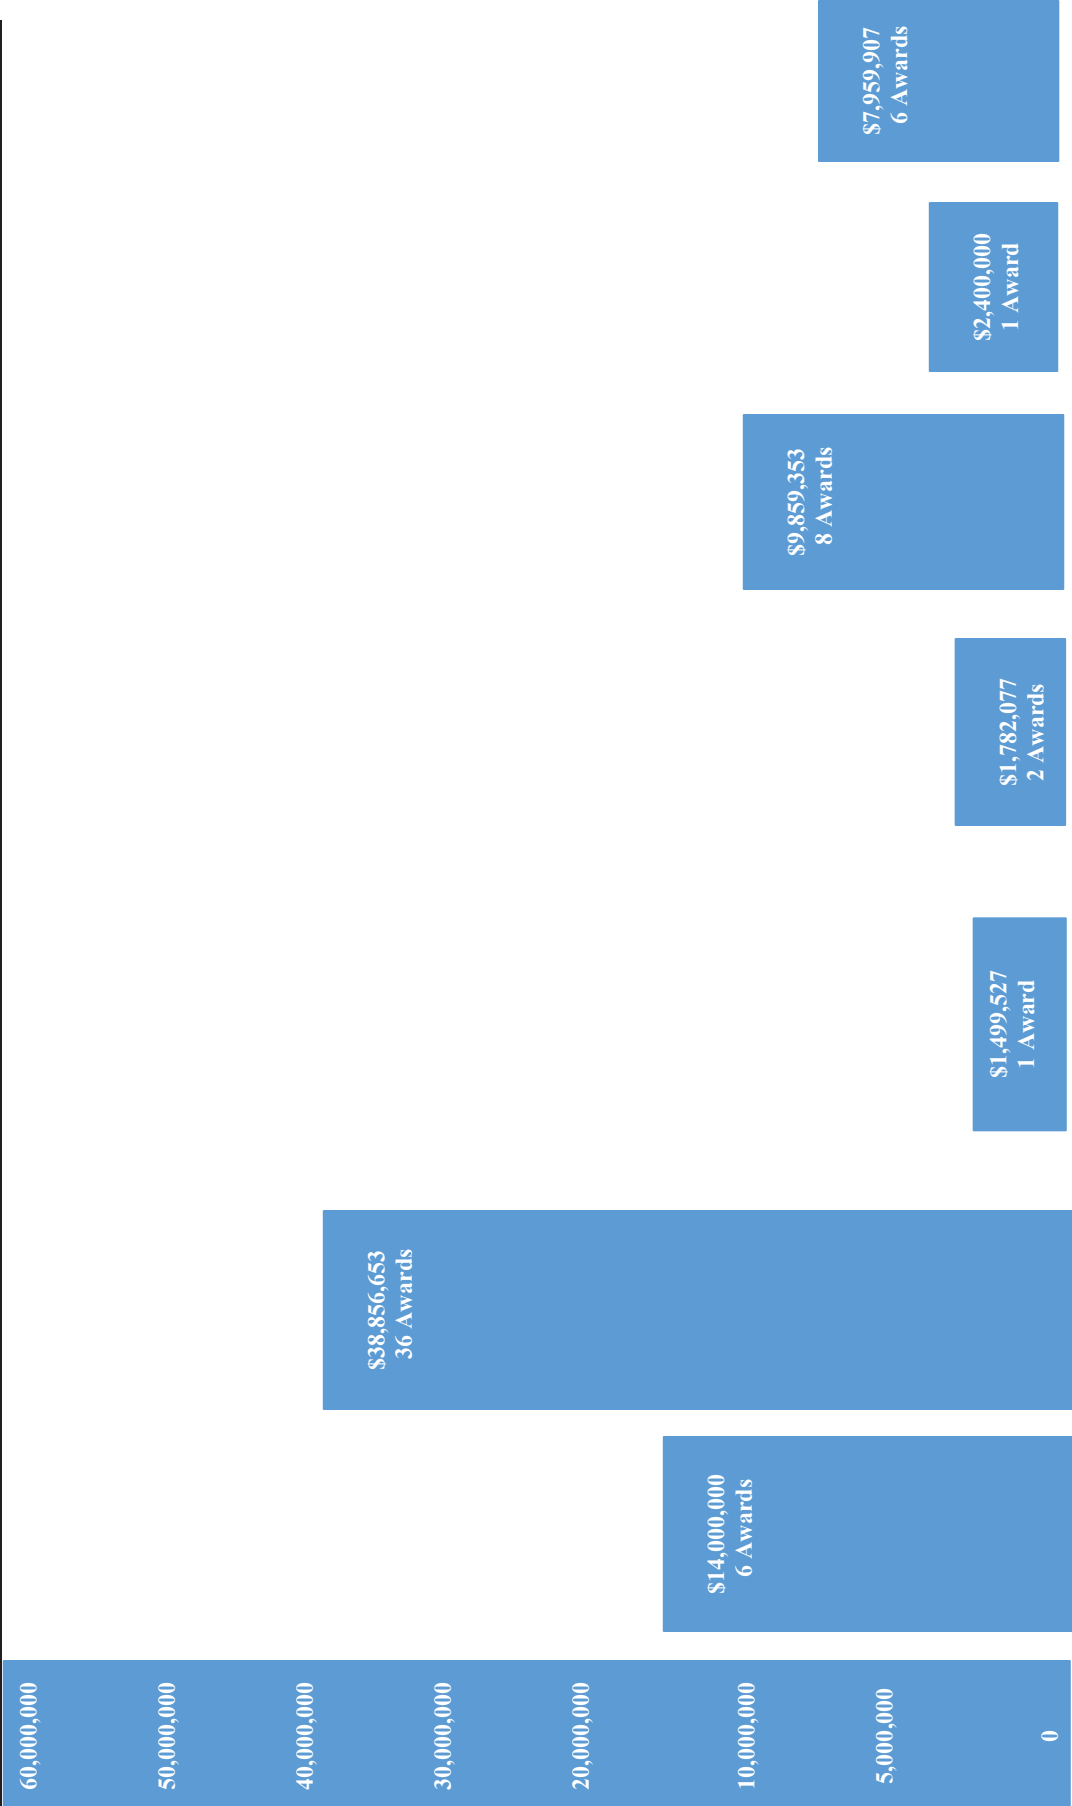 60,000,000
50,000,000
40,000,000
30,000,000
20,000,000
10,000,000
5,000,000
0
$14,000,000
6 Awards
$38,856,653
36 Awards
$1,499,527
1 Award
$1,782,077
2 Awards
$9,859,353
8 Awards
$2,400,000
1 Award
$7,959,907
6 Awards